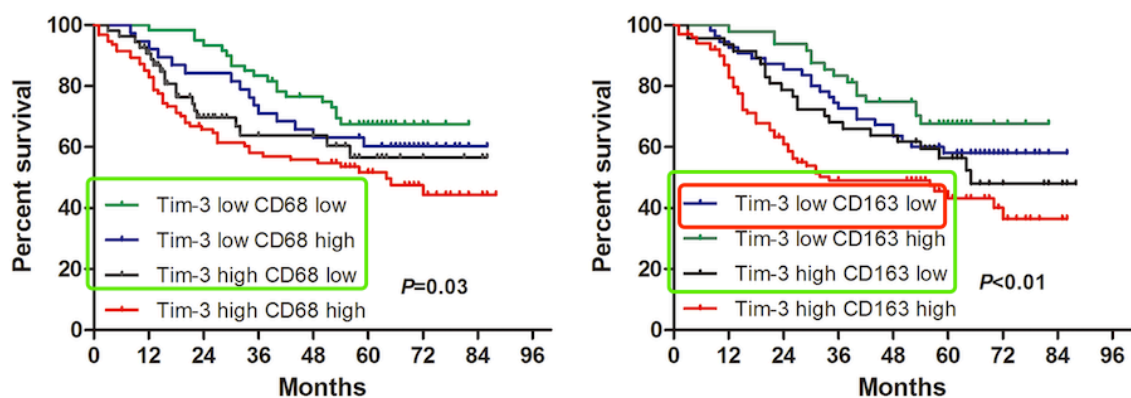 Percent survival
100
80
60
40
20
0
Tim-3 low CD68 low
Tim-3 low CD68 high
Tim-3 high CD68 low
Tim-3 high CD68 high
P=0.03
0 12 24 36 48 60 72 84 96
Months
Percent survival
100
80
60
40
20
0
Tim-3 low CD163 low
Tim-3 low CD163 high
Tim-3 high CD163 low
Tim-3 high CD163 high
P<0.01
0 12 24 36 48 60 72 84 96
Months